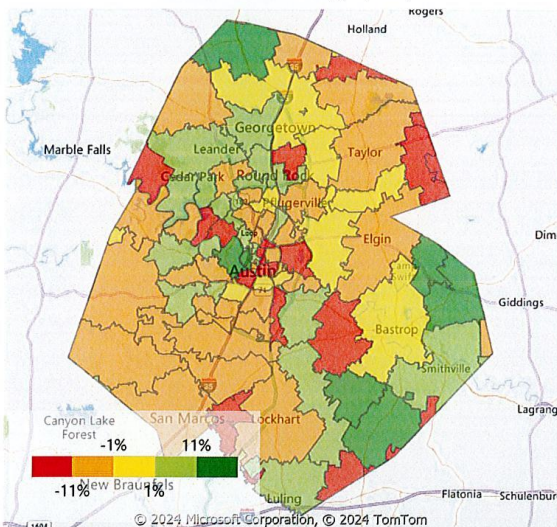 Rogers
Holland
Georgetown
Marble Falls
Leander
Taylor
Cedar Park
Round Rock
Pflugerville
Loop
Elgin
Dim
Austin
71
Giddings
Bastrop
Smithville
Lagrang
Canyon Lake
Forest
San Marcos
Lockhart
-1%
11%
-11%
1%
New Braunfels
Luling
Flatonia
Schulenbur
© 2024 Microsoft Corporation, © 2024 TomTom